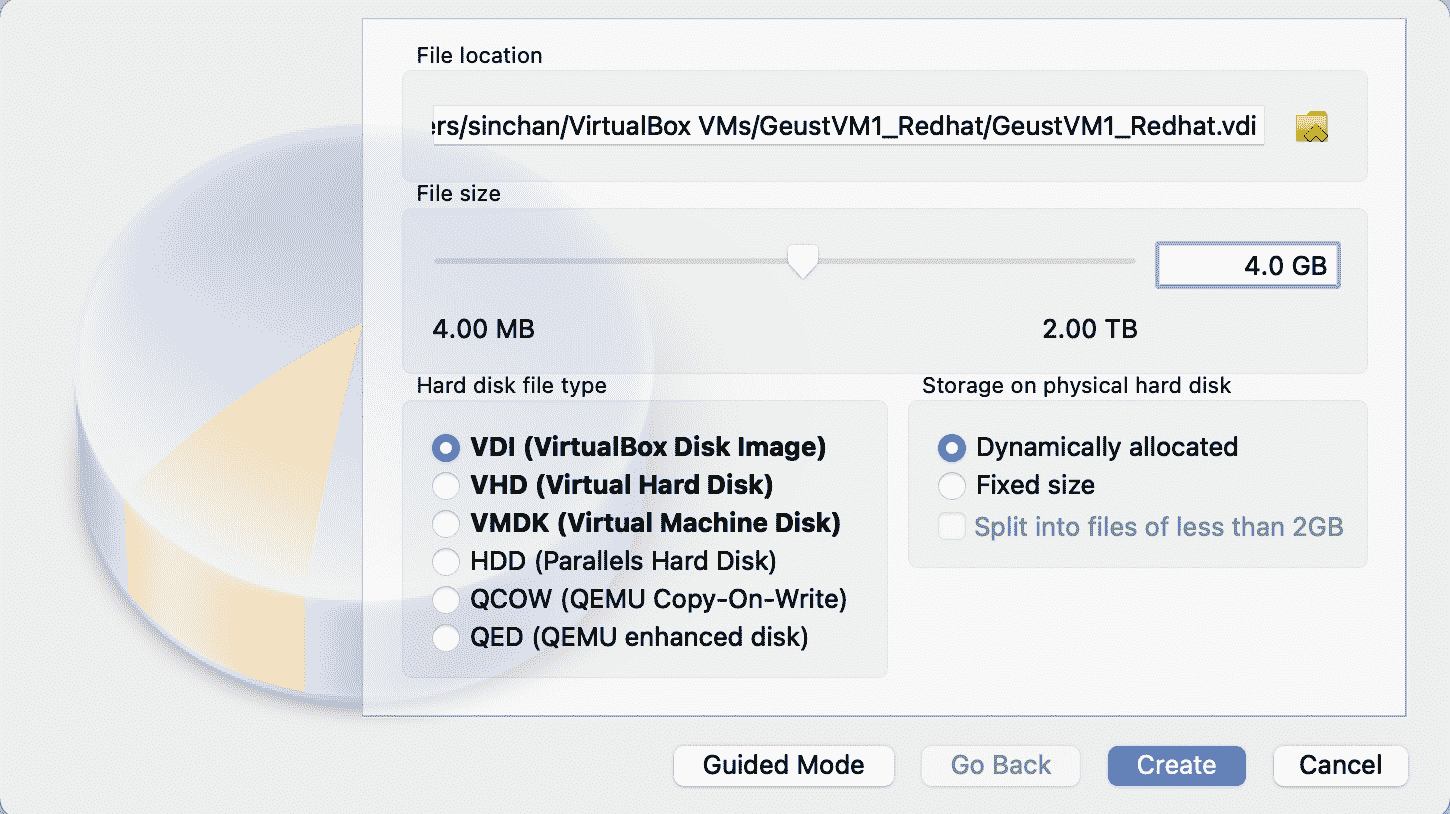 File location
ers/sinchan/VirtualBox VMs/GeustVM1_Redhat/GeustVM1_Redhat.vdi
File size
4.0 GB
4.00 MB 2.00 TB
Hard disk file type
VDI (VirtualBox Disk Image)
VHD (Virtual Hard Disk)
VMDK (Virtual Machine Disk)
HDD (Parallels Hard Disk)
QCOW (QEMU Copy-On-Write)
QED (QEMU enhanced disk)
Storage on physical hard disk
Dynamically allocated
Fixed size
Split into files of less than 2GB
Guided Mode Go Back Create Cancel